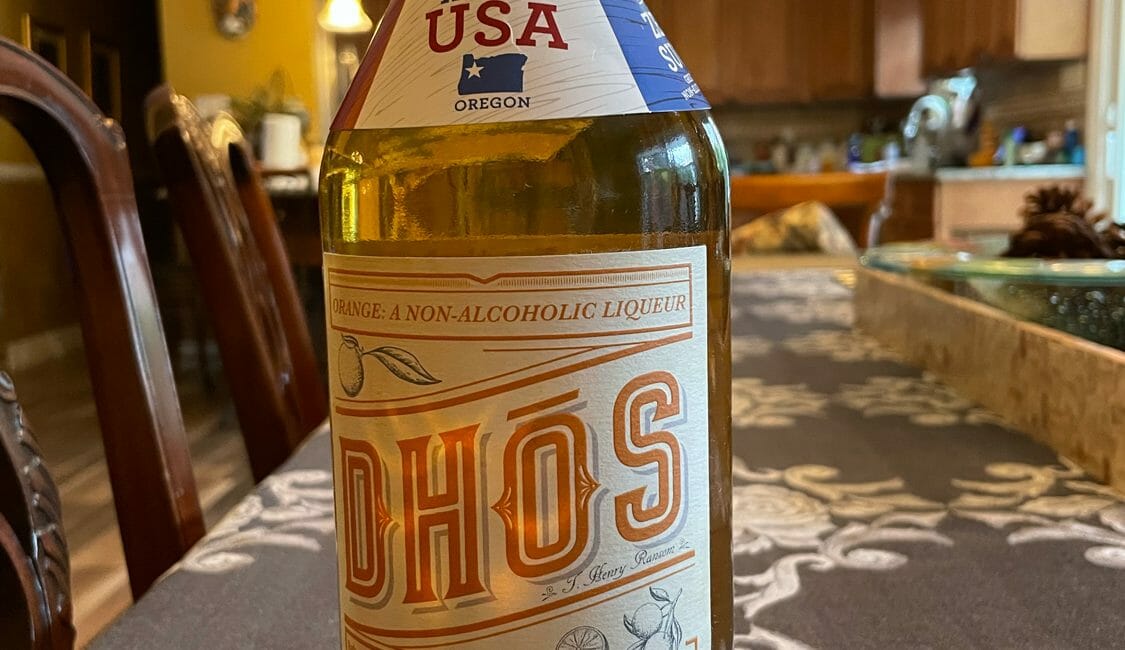 USA
OREGON
ORANGE: A NON-ALCOHOLIC LIQUEUR
DHŌS
T. Henry Ransom